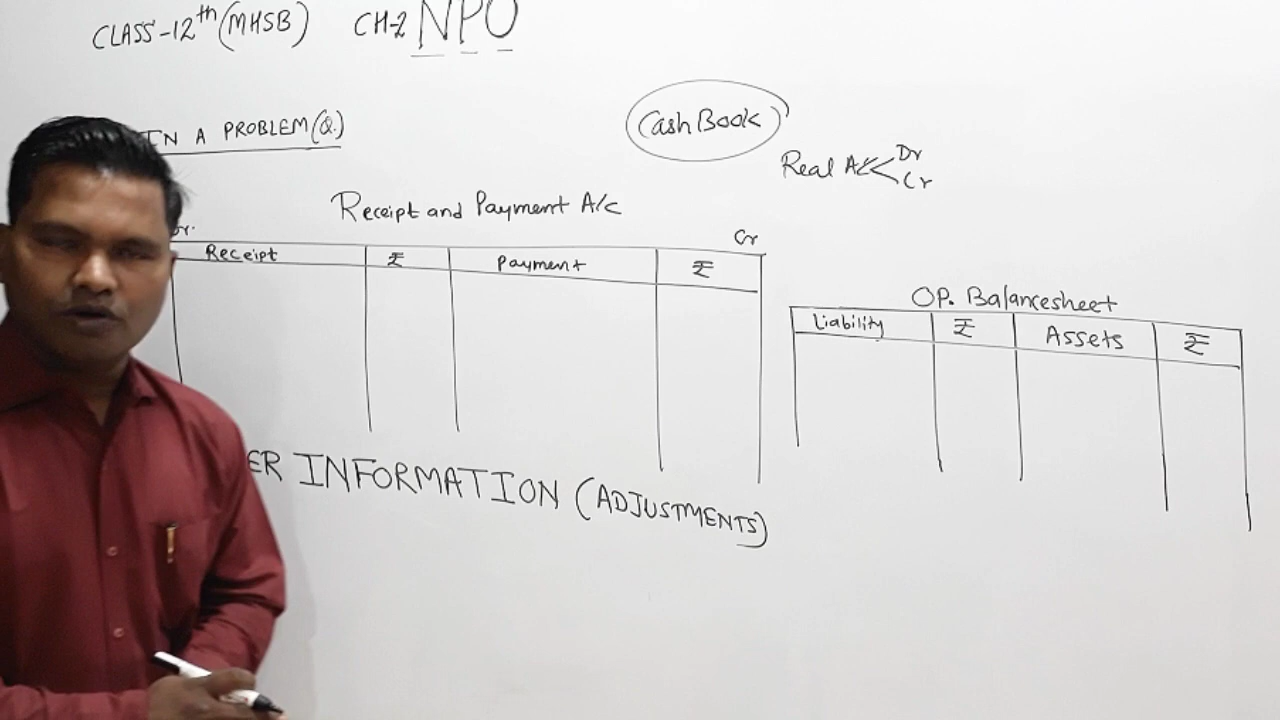 CLASS-12th (MHSB) CH-2 NPO
IN A PROBLEM(Q.)
Cash Book
Real A/c Dr
Cr
Receipt and Payment A/c
Dr. Cr
Receipt ₹ Payment ₹
OP. Balancesheet
Liability ₹ Assets ₹
ER INFORMATION (ADJUSTMENTS)